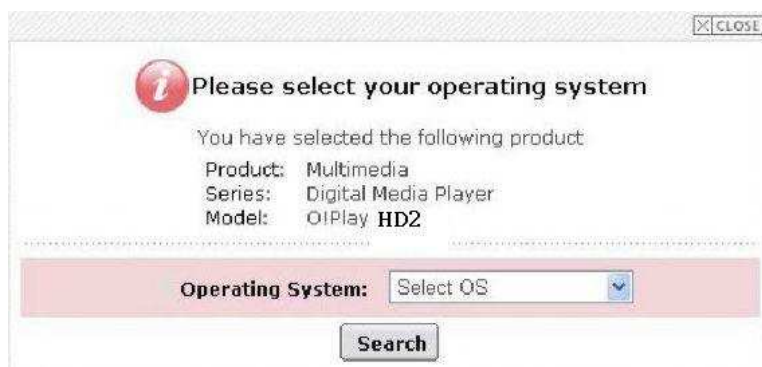 CLOSE
Please select your operating system
You have selected the following product
Product: Multimedia
Series: Digital Media Player
Model: O!Play HD2
Operating System: Select OS
Search